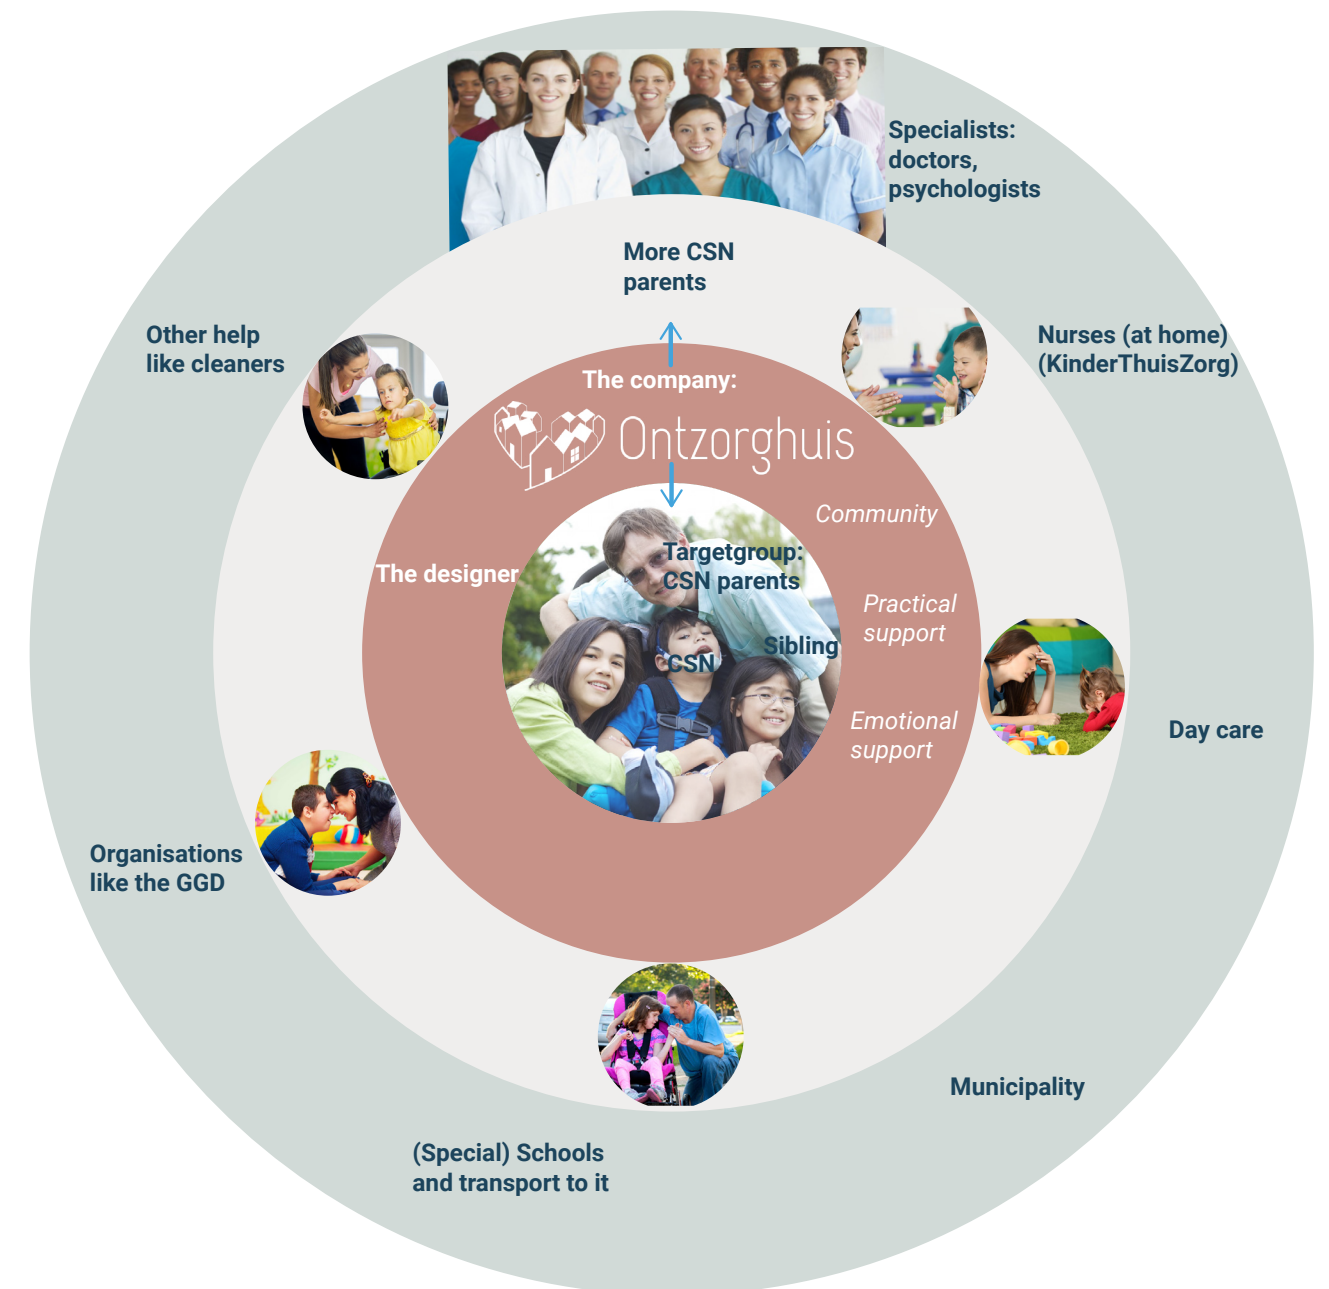 Specialists:
doctors,
psychologists
More CSN
parents
Other help
like cleaners
Nurses (at home)
(KinderThuisZorg)
The company:
Ontzorghuis
Community
Targetgroup:
CSN parents
The designer
Practical
support
Sibling
CSN
Emotional
support
Day care
Organisations
like the GGD
Municipality
(Special) Schools
and transport to it